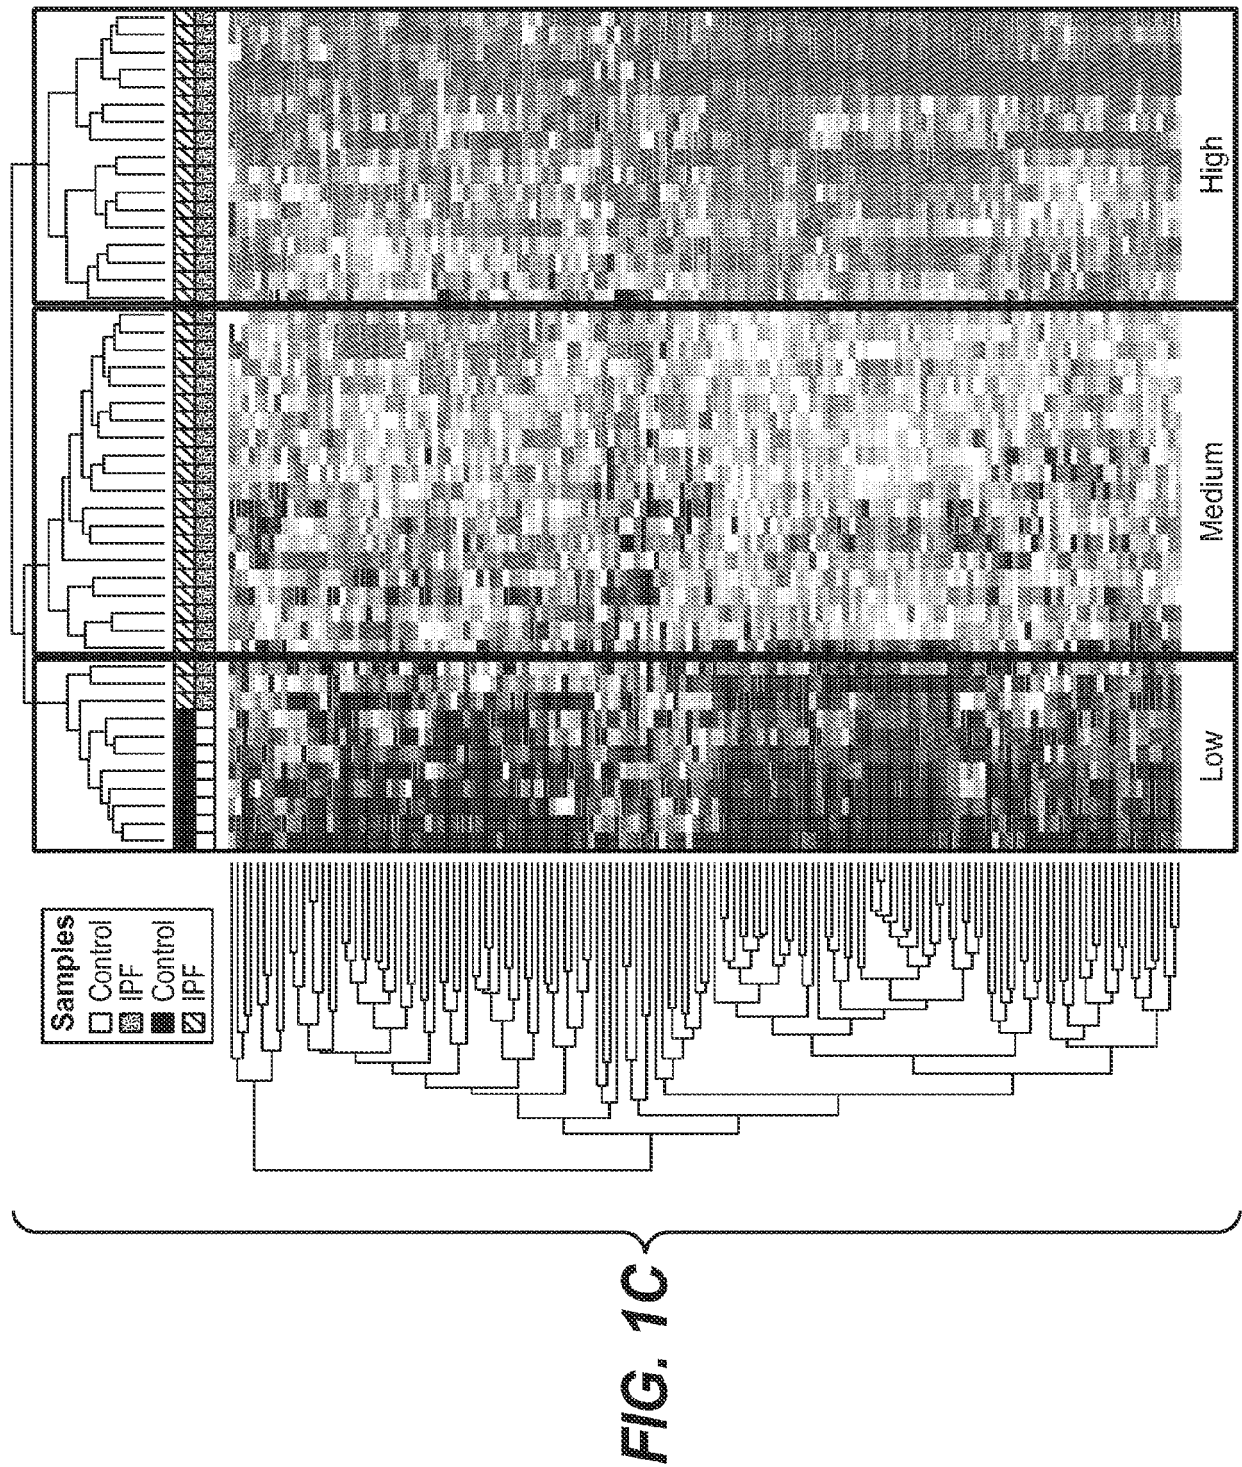 Samples
Control
IPF
Control
IPF
Low
Medium
High
FIG. 1C